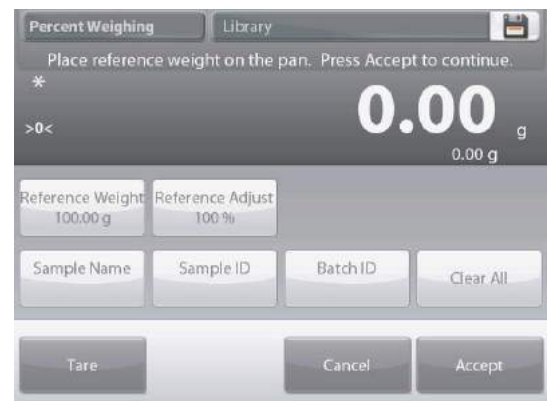 Percent Weighing Library
Place reference weight on the pan. Press Accept to continue.
*
>0<
0.00 g
0.00 g
Reference Weight Reference Adjust
100.00 g 100 %
Sample Name Sample ID Batch ID Clear All
Tare Cancel Accept